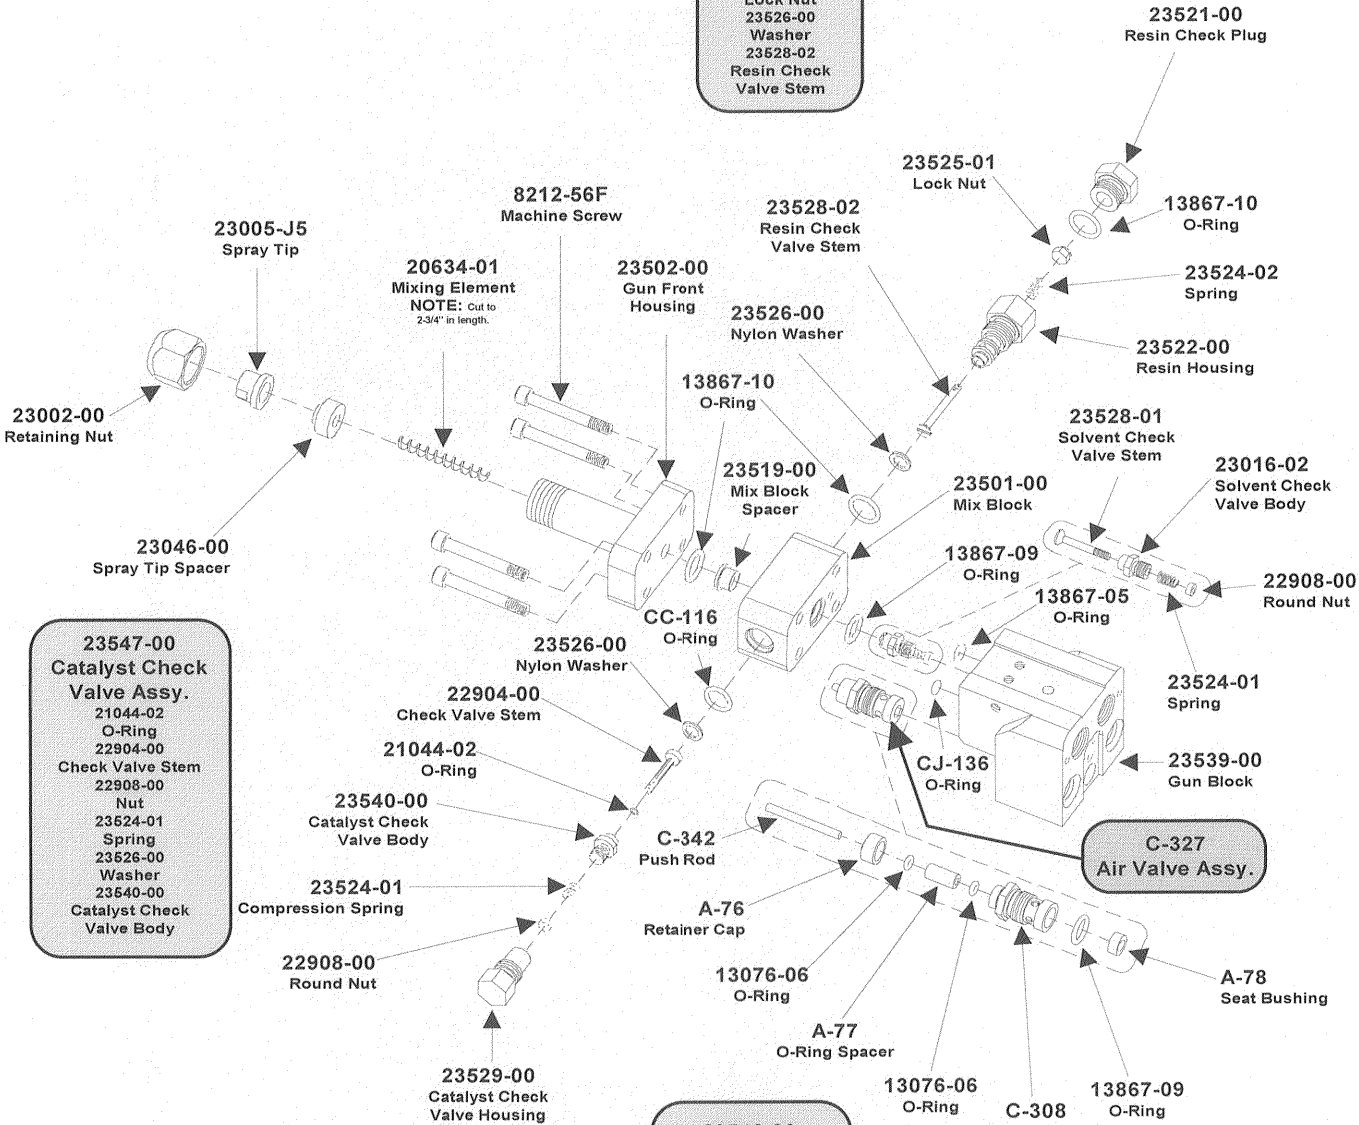 Lock Nut
23526-00
Washer
23528-02
Resin Check
Valve Stem
23521-00
Resin Check Plug
23525-01
Lock Nut
13867-10
O-Ring
8212-56F
Machine Screw
23528-02
Resin Check
Valve Stem
23005-J5
Spray Tip
20634-01
Mixing Element
NOTE: Cut to
2-3/4" in length.
23502-00
Gun Front
Housing
23524-02
Spring
23526-00
Nylon Washer
23522-00
Resin Housing
13867-10
O-Ring
23002-00
Retaining Nut
23528-01
Solvent Check
Valve Stem
23519-00
Mix Block
Spacer
23501-00
Mix Block
23016-02
Solvent Check
Valve Body
23046-00
Spray Tip Spacer
13867-09
O-Ring
22908-00
Round Nut
13867-05
O-Ring
CC-116
O-Ring
23547-00
Catalyst Check
Valve Assy.
21044-02
O-Ring
22904-00
Check Valve Stem
22908-00
Nut
23524-01
Spring
23526-00
Washer
23540-00
Catalyst Check
Valve Body
23526-00
Nylon Washer
22904-00
Check Valve Stem
23524-01
Spring
21044-02
O-Ring
CJ-136
O-Ring
23539-00
Gun Block
23540-00
Catalyst Check
Valve Body
C-342
Push Rod
C-327
Air Valve Assy.
23524-01
Compression Spring
A-76
Retainer Cap
22908-00
Round Nut
13076-06
O-Ring
A-78
Seat Bushing
A-77
O-Ring Spacer
23529-00
Catalyst Check
Valve Housing
13076-06
O-Ring
C-308
13867-09
O-Ring